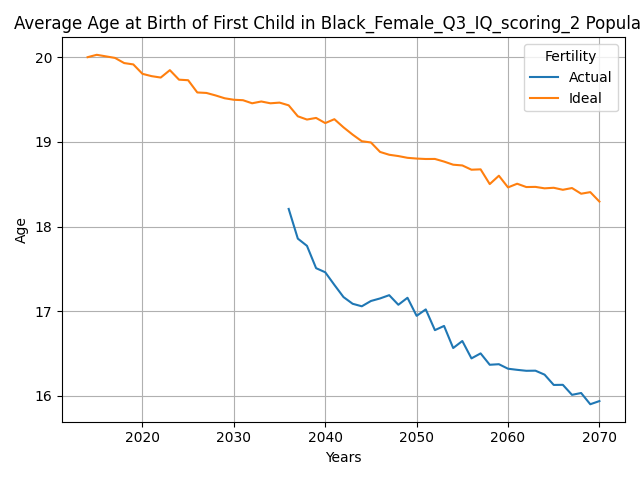 Average Age at Birth of First Child in Black_Female_Q3_IQ_scoring_2 Popula
Fertility
Actual
Ideal
20
19
18
17
16
Age
2020 2030 2040 2050 2060 2070
Years